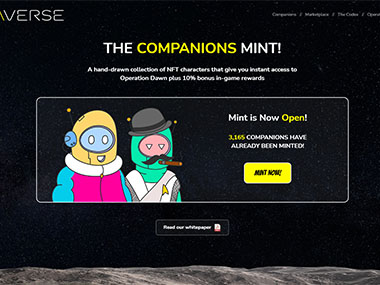 VERSE
Companions // Marketplace // The Codex // Opera
THE COMPANIONS MINT!
A hand-drawn collection of NFT characters that give you instant access to
Operation Dawn plus 10% bonus in-game rewards
Mint is Now Open!
3,165 COMPANIONS HAVE
ALREADY BEEN MINTED!
MINT NOW!
Read our whitepaper